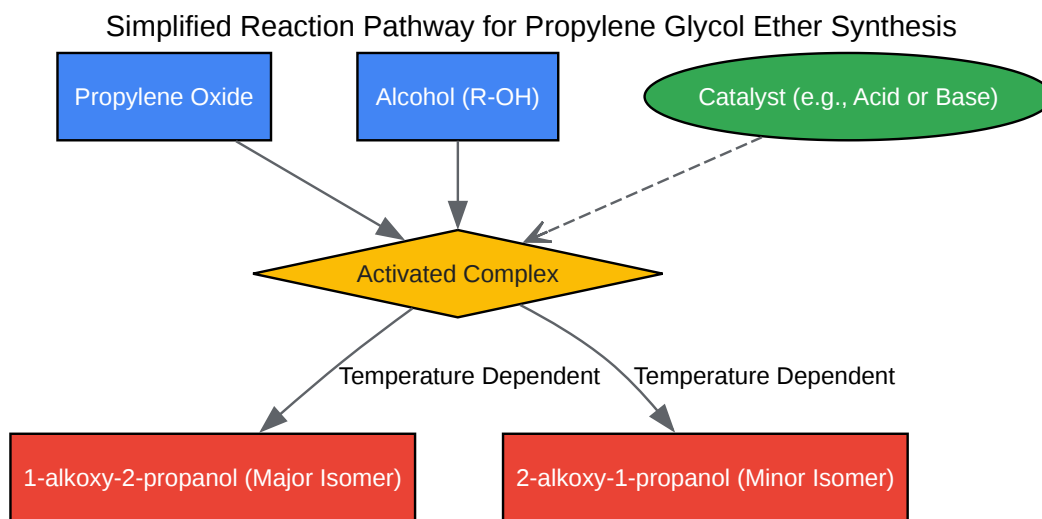 Simplified Reaction Pathway for Propylene Glycol Ether Synthesis
Propylene Oxide
Alcohol (R-OH)
Catalyst (e.g., Acid or Base)
Activated Complex
Temperature Dependent
Temperature Dependent
1-alkoxy-2-propanol (Major Isomer)
2-alkoxy-1-propanol (Minor Isomer)